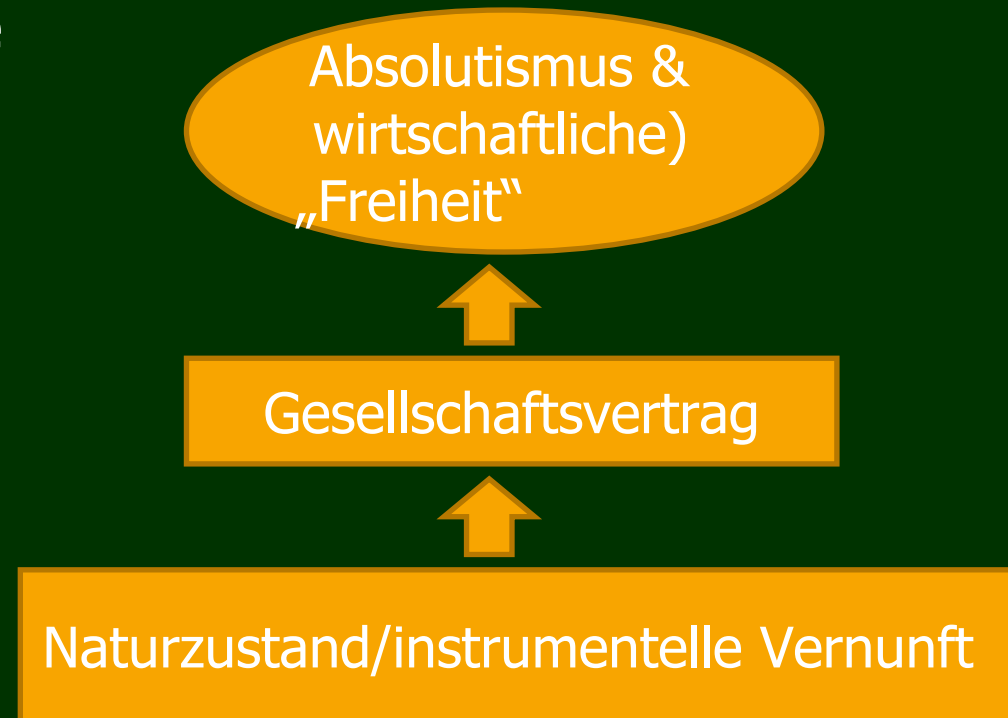 Absolutismus &
wirtschaftliche)
„Freiheit“
Gesellschaftsvertrag
Naturzustand/instrumentelle Vernunft